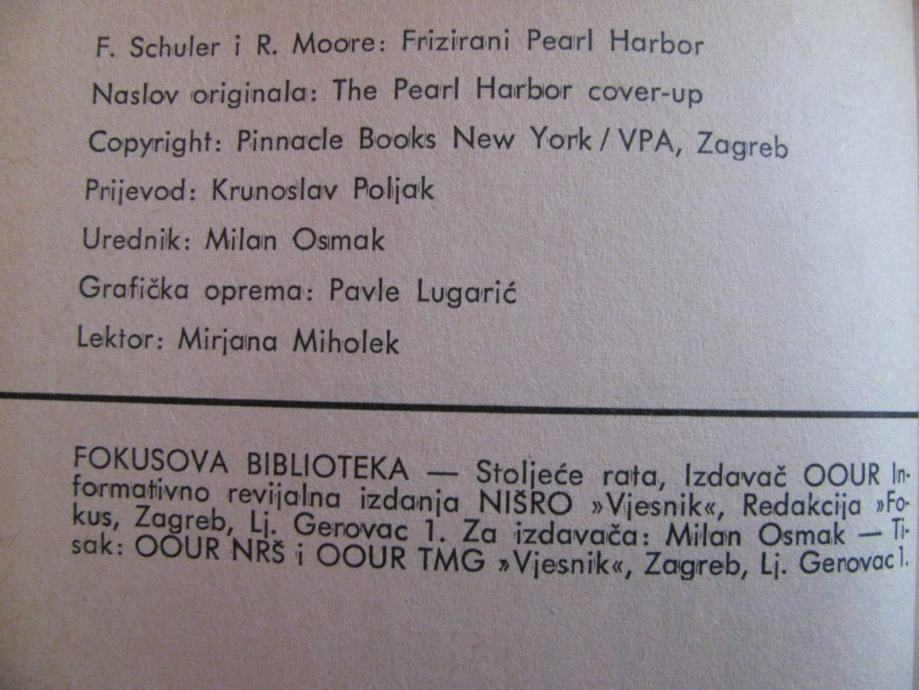 F. Schuler i R. Moore: Frizirani Pearl Harbor
Naslov originala: The Pearl Harbor cover-up
Copyright: Pinnacle Books New York / VPA, Zagreb
Prijevod: Krunoslav Poljak
Urednik: Milan Osmak
Grafička oprema: Pavle Lugarić
Lektor: Mirjana Miholek
FOKUSOVA BIBLIOTEKA — Stoljeće rata, Izdavač OOUR In-
formativno revijalna izdanja NIŠRO »Vjesnik«, Redakcija »Fo-
kus, Zagreb, Lj. Gerovac 1. Za izdavača: Milan Osmak — Ti-
sak: OOUR NRŠ i OOUR TMG »Vjesnik«, Zagreb, Lj. Gerovac 1.